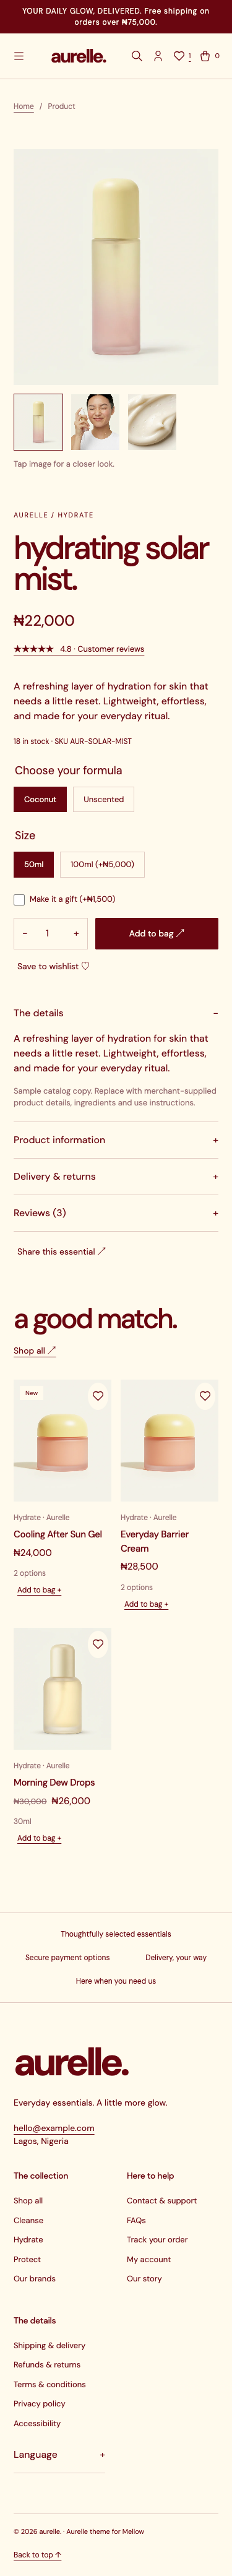 YOUR DAILY GLOW, DELIVERED. Free shipping on
orders over ₦75,000.
aurelle.
1
0
Home / Product
Tap image for a closer look.
AURELLE / HYDRATE
hydrating solar
mist.
₦22,000
★★★★★ 4.8 · Customer reviews
A refreshing layer of hydration for skin that
needs a little reset. Lightweight, effortless,
and made for your everyday ritual.
18 in stock · SKU AUR-SOLAR-MIST
Choose your formula
Coconut
Unscented
Size
50ml
100ml (+₦5,000)
Make it a gift (+₦1,500)
− 1 +
Add to bag ↗
Save to wishlist ♡
The details −
A refreshing layer of hydration for skin that
needs a little reset. Lightweight, effortless,
and made for your everyday ritual.
Sample catalog copy. Replace with merchant-supplied
product details, ingredients and use instructions.
Product information +
Delivery & returns +
Reviews (3) +
Share this essential ↗
a good match.
Shop all ↗
New
Hydrate · Aurelle
Cooling After Sun Gel
₦24,000
2 options
Add to bag +
Hydrate · Aurelle
Everyday Barrier
Cream
₦28,500
2 options
Add to bag +
Hydrate · Aurelle
Morning Dew Drops
₦30,000 ₦26,000
30ml
Add to bag +
Thoughtfully selected essentials
Secure payment options
Delivery, your way
Here when you need us
aurelle.
Everyday essentials. A little more glow.
hello@example.com
Lagos, Nigeria
The collection
Shop all
Cleanse
Hydrate
Protect
Our brands
Here to help
Contact & support
FAQs
Track your order
My account
Our story
The details
Shipping & delivery
Refunds & returns
Terms & conditions
Privacy policy
Accessibility
Language +
© 2026 aurelle. · Aurelle theme for Mellow
Back to top ↑